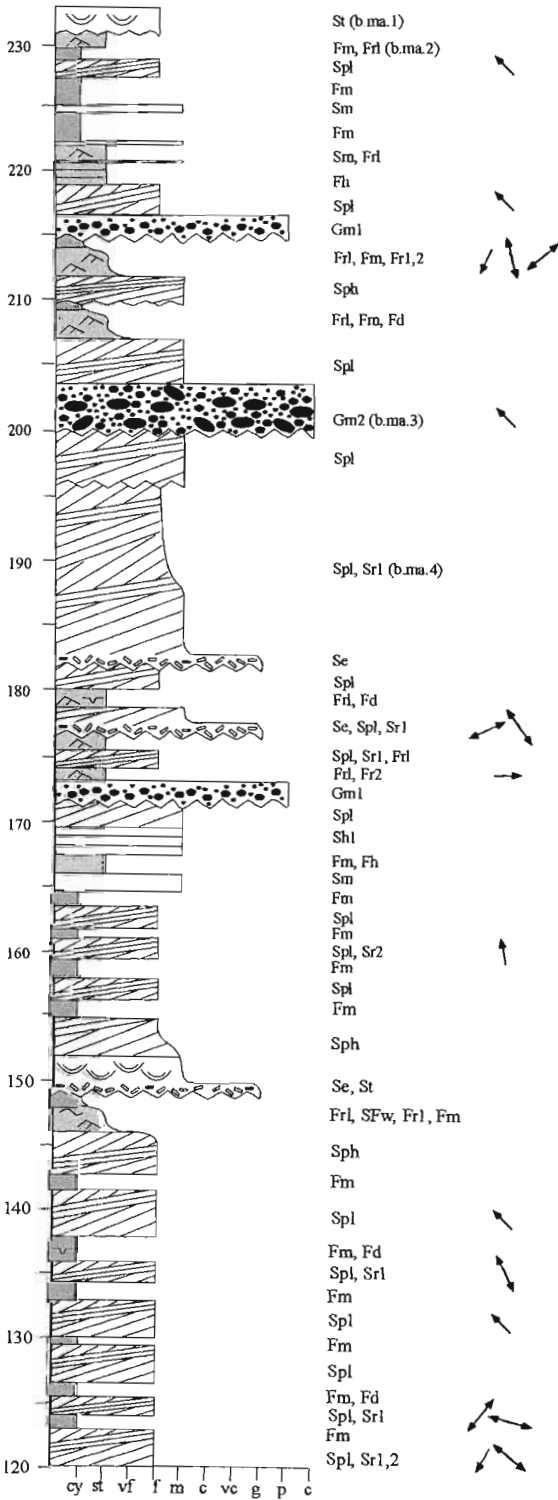 St (b.ma.1)
230
Fm, Frl (b.ma.2)
Spl
Fm
Sm
Fm
Sm, Frl
220
Fh
Spl
Gm1
Frl, Fm, Fr1,2
210
Sph
Frl, Fm, Fd
Spl
200
Gm2 (b.ma.3)
Spl
190
Spl, Sr1 (b.ma.4)
Se
Spl
180
Frl, Fd
Se, Spl, Sr1
Spl, Sr1, Frl
Frl, Fr2
Gm1
170
Spl
Shl
Fm, Fh
Sm
Fm
Spl
Fm
160
Spl, Sr2
Fm
Spl
Fm
Sph
150
Se, St
Frl, SFw, Fr1, Fm
Sph
Fm
140
Spl
Fm, Fd
Spl, Sr1
Fm
Spl
130
Fm
Spl
Fm, Fd
Spl, Sr1
Fm
Spl, Sr1,2
120
cy st vf f m c vc g p c